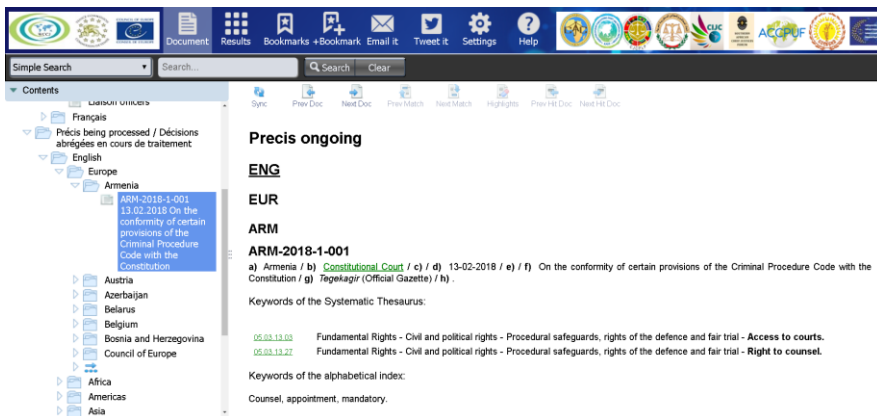 Document
Results
Bookmarks
+Bookmark
Email it
Tweet it
Settings
Help
CUC
ACCPUF
Simple Search
Search...
Search
Clear
Contents
Liaison officers
Français
Précis being processed / Décisions
abrégées en cours de traitement
English
Europe
Armenia
ARM-2018-1-001
13.02.2018 On the
conformity of certain
provisions of the
Criminal Procedure
Code with the
Constitution
Austria
Azerbaijan
Belarus
Belgium
Bosnia and Herzegovina
Council of Europe
Africa
Americas
Asia
Sync
Prev Doc
Next Doc
Prev Match
Next Match
Highlights
Prev Hit Doc
Next Hit Doc
Precis ongoing
ENG
EUR
ARM
ARM-2018-1-001
a) Armenia / b) Constitutional Court / c) / d) 13-02-2018 / e) / f) On the conformity of certain provisions of the Criminal Procedure Code with the
Constitution / g) Tegekagir (Official Gazette) / h) .
Keywords of the Systematic Thesaurus:
05.03.13.03 Fundamental Rights - Civil and political rights - Procedural safeguards, rights of the defence and fair trial - Access to courts.
05.03.13.27 Fundamental Rights - Civil and political rights - Procedural safeguards, rights of the defence and fair trial - Right to counsel.
Keywords of the alphabetical index:
Counsel, appointment, mandatory.